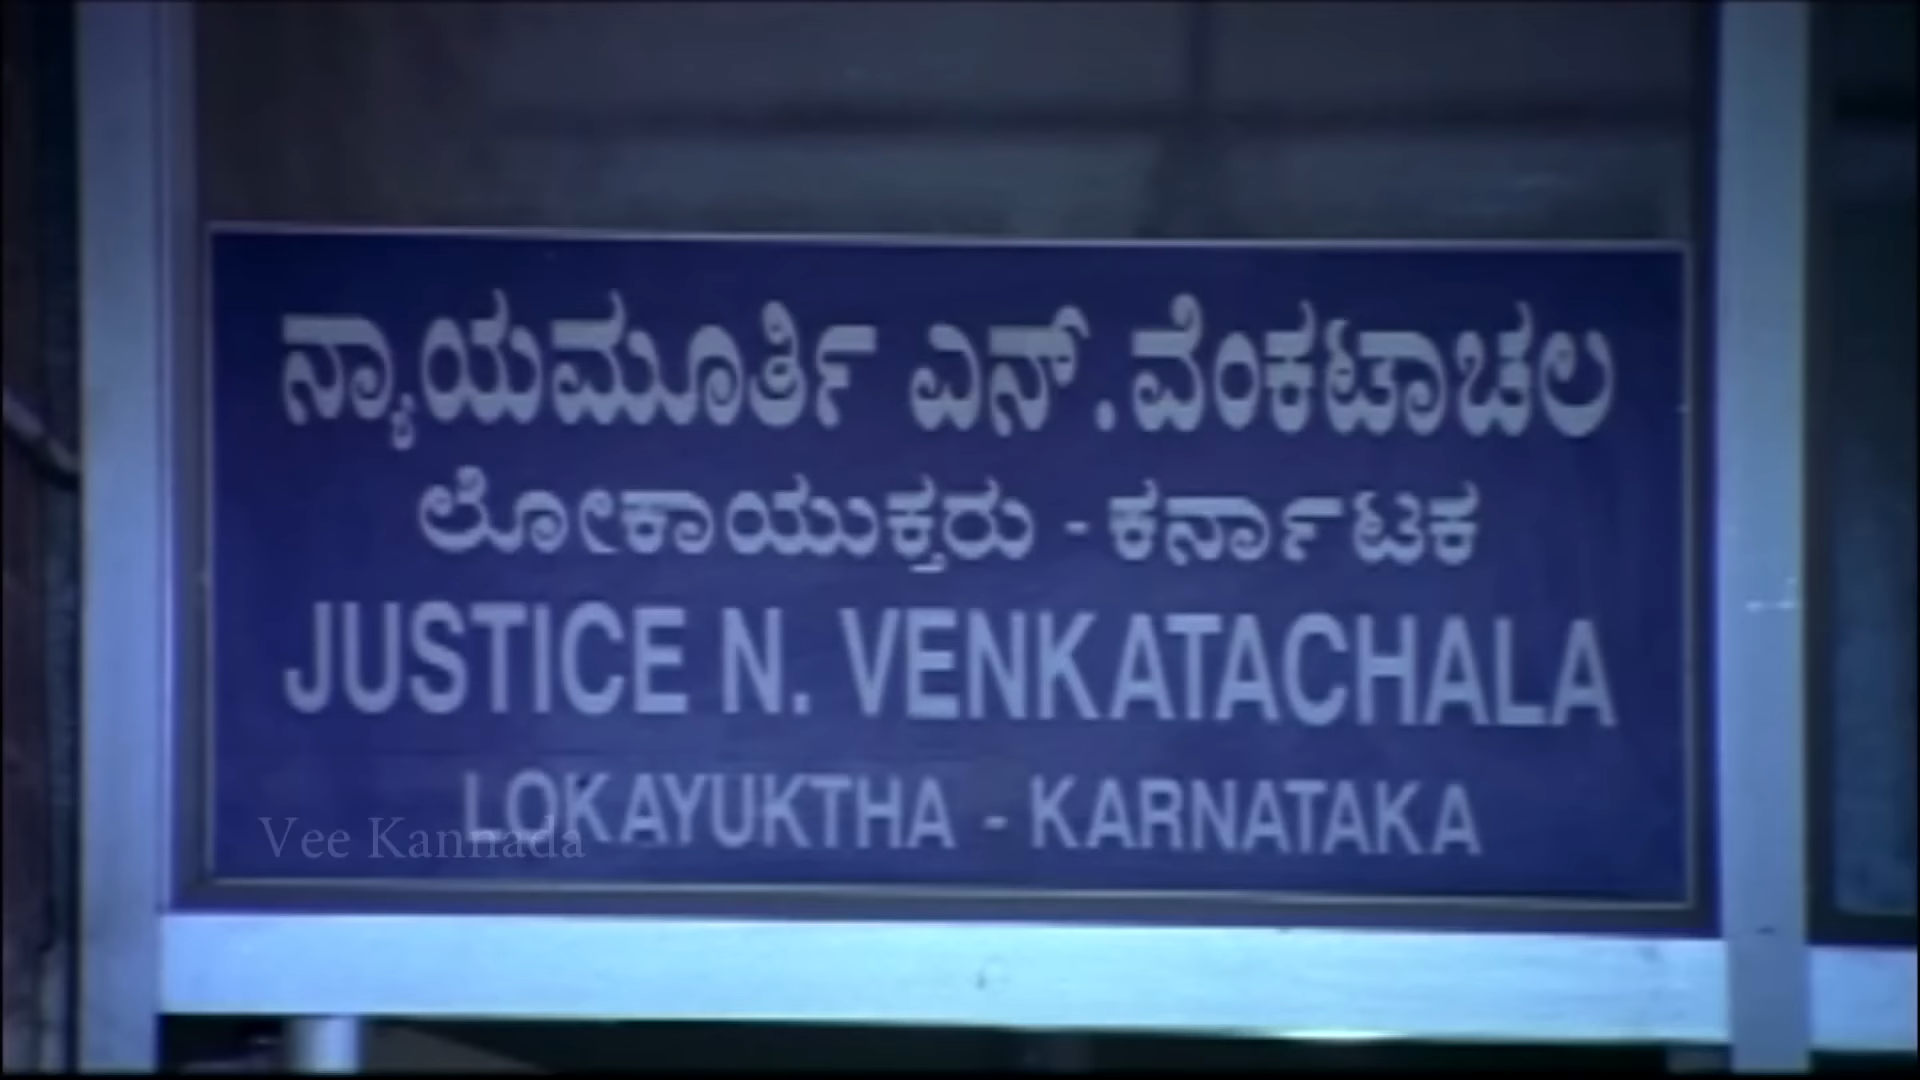 ನ್ಯಾಯಮೂರ್ತಿ ಎನ್.ವೆಂಕಟಾಚಲ
ಲೋಕಾಯುಕ್ತರು - ಕರ್ನಾಟಕ
JUSTICE N. VENKATACHALA
LOKAYUKTHA - KARNATAKA
Vee Kannada